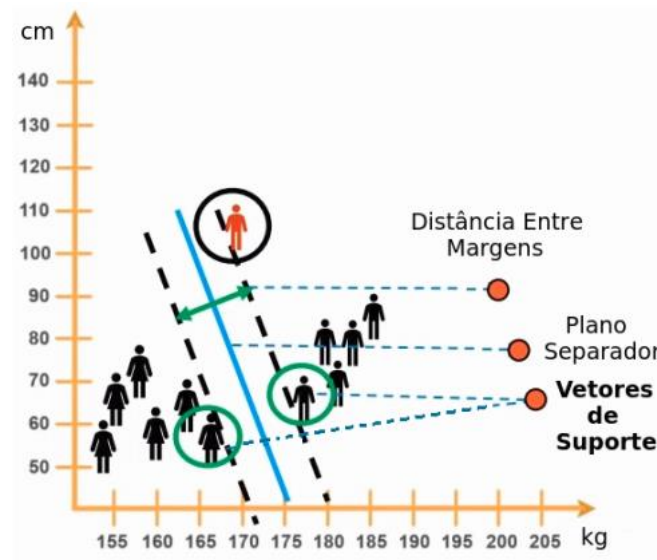 cm
140
130
120
110
100
90
80
70
60
50
Distância Entre
Margens
Plano
Separador
Vetores
de
Suporte
155 160 165 170 175 180 185 190 195 200 205
kg